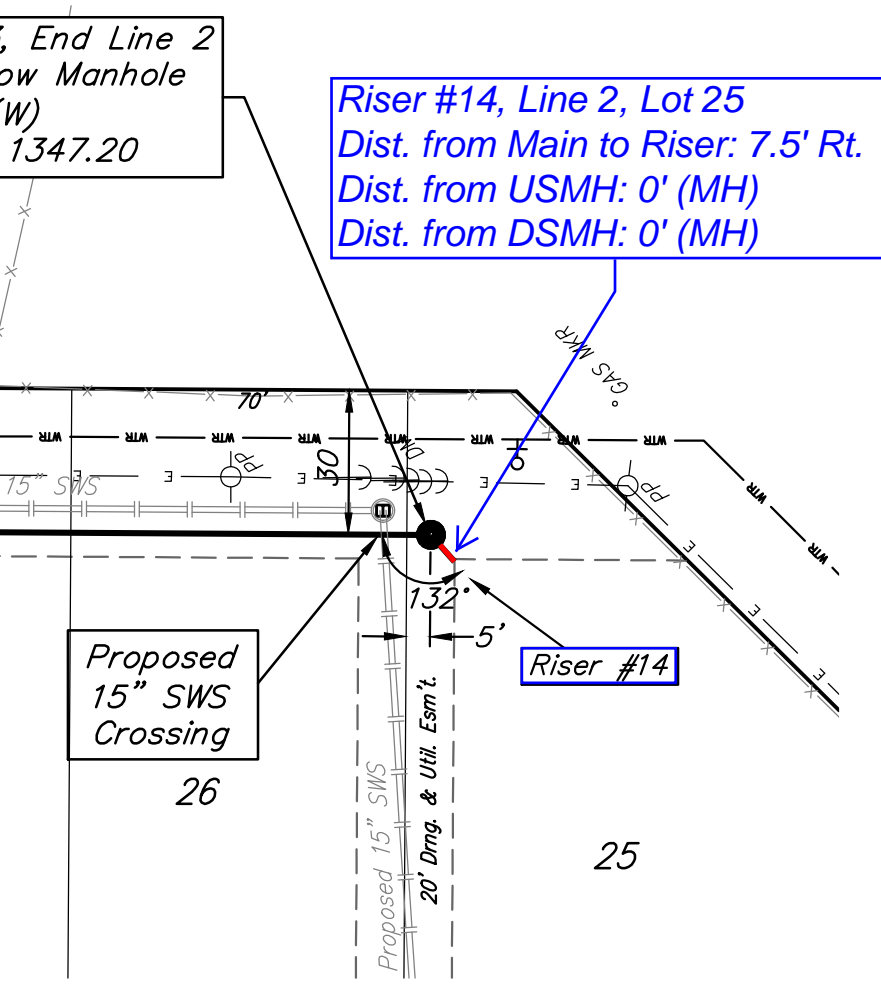 , End Line 2
ow Manhole
W)
1347.20
Riser #14, Line 2, Lot 25
Dist. from Main to Riser: 7.5' Rt.
Dist. from USMH: 0' (MH)
Dist. from DSMH: 0' (MH)
GAS MKR
70'
WTR WTR WTR WTR WTR WTR WTR WTR
30
PP
E E E E E E
PP
15" SWS
WTR
WTR
E
E
E
132°
5'
Proposed
15" SWS
Crossing
Riser #14
26
25
Proposed 15" SWS
20' Drng. & Util. Esm't.